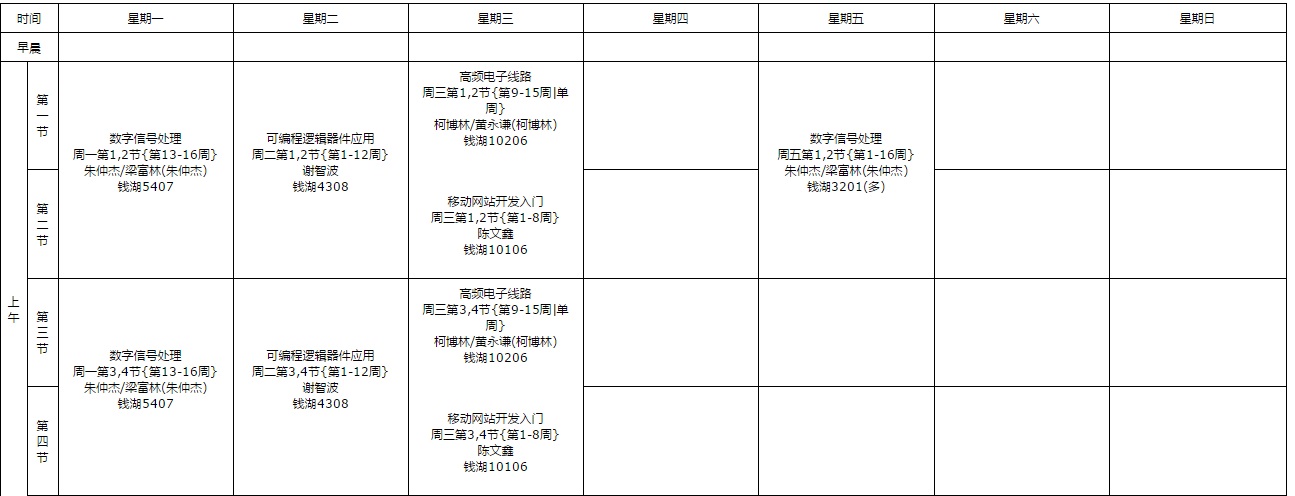 时间
星期一
星期二
星期三
星期四
星期五
星期六
星期日
早晨
上午
第一节
数字信号处理
周一第1,2节{第13-16周}
朱仲杰/梁富林(朱仲杰)
钱湖5407
可编程逻辑器件应用
周二第1,2节{第1-12周}
谢智波
钱湖4308
高频电子线路
周三第1,2节{第9-15周|单
周}
柯博林/黄永谦(柯博林)
钱湖10206
移动网站开发入门
周三第1,2节{第1-8周}
陈文鑫
钱湖10106
数字信号处理
周五第1,2节{第1-16周}
朱仲杰/梁富林(朱仲杰)
钱湖3201(多)
第二节
第三节
数字信号处理
周一第3,4节{第13-16周}
朱仲杰/梁富林(朱仲杰)
钱湖5407
可编程逻辑器件应用
周二第3,4节{第1-12周}
谢智波
钱湖4308
高频电子线路
周三第3,4节{第9-15周|单
周}
柯博林/黄永谦(柯博林)
钱湖10206
移动网站开发入门
周三第3,4节{第1-8周}
陈文鑫
钱湖10106
第四节